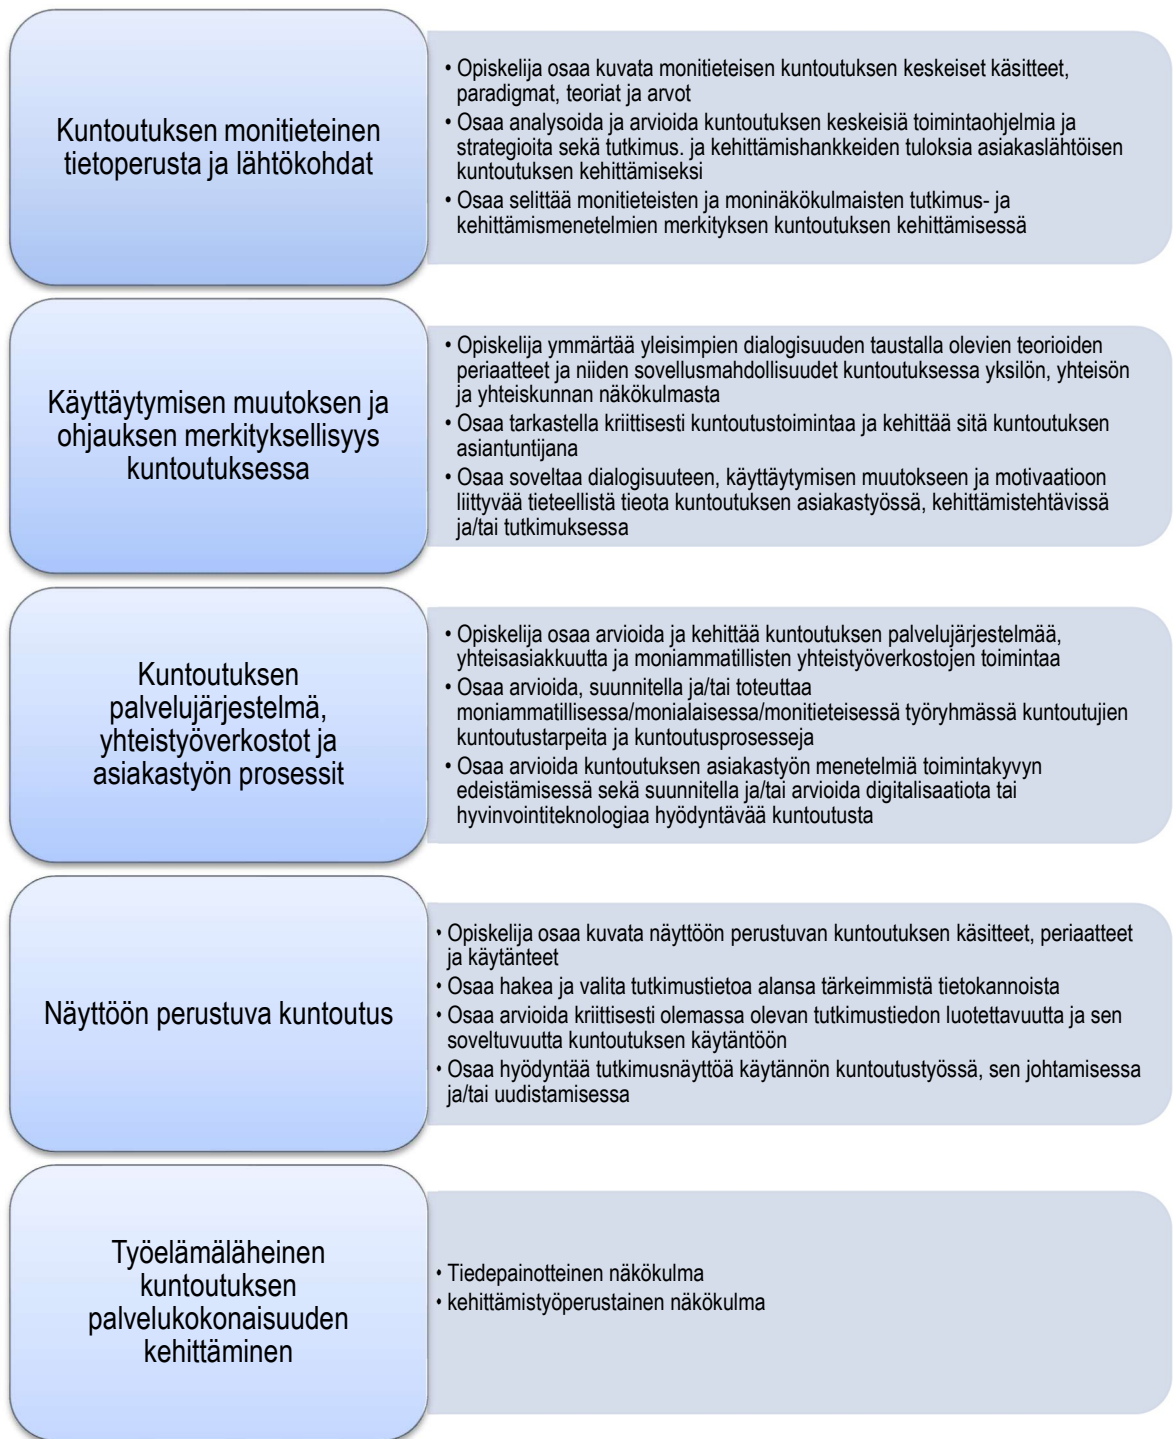 Kuntoutuksen monitieteinen
tietoperusta ja lähtökohdat
• Opiskelija osaa kuvata monitieteisen kuntoutuksen keskeiset käsitteet,
paradigmat, teoriat ja arvot
• Osaa analysoida ja arvioida kuntoutuksen keskeisiä toimintaohjelmia ja
strategioita sekä tutkimus. ja kehittämishankkeiden tuloksia asiakaslähtöisen
kuntoutuksen kehittämiseksi
• Osaa selittää monitieteisten ja moninäkökulmaisten tutkimus- ja
kehittämismenetelmien merkityksen kuntoutuksen kehittämisessä
Käyttäytymisen muutoksen ja
ohjauksen merkityksellisyys
kuntoutuksessa
• Opiskelija ymmärtää yleisimpien dialogisuuden taustalla olevien teorioiden
periaatteet ja niiden sovellusmahdollisuudet kuntoutuksessa yksilön, yhteisön
ja yhteiskunnan näkökulmasta
• Osaa tarkastella kriittisesti kuntoutustoimintaa ja kehittää sitä kuntoutuksen
asiantuntijana
• Osaa soveltaa dialogisuuteen, käyttäytymisen muutokseen ja motivaatioon
liittyvää tieteellistä tieota kuntoutuksen asiakastyössä, kehittämistehtävissä
ja/tai tutkimuksessa
Kuntoutuksen
palvelujärjestelmä,
yhteistyöverkostot ja
asiakastyön prosessit
• Opiskelija osaa arvioida ja kehittää kuntoutuksen palvelujärjestelmää,
yhteisasiakkuutta ja moniammatillisten yhteistyöverkostojen toimintaa
• Osaa arvioida, suunnitella ja/tai toteuttaa
moniammatillisessa/monialaisessa/monitieteisessä työryhmässä kuntoutujien
kuntoutustarpeita ja kuntoutusprosesseja
• Osaa arvioida kuntoutuksen asiakastyön menetelmiä toimintakyvyn
edeistämisessä sekä suunnitella ja/tai arvioida digitalisaatiota tai
hyvinvointiteknologiaa hyödyntävää kuntoutusta
Näyttöön perustuva kuntoutus
• Opiskelija osaa kuvata näyttöön perustuvan kuntoutuksen käsitteet, periaatteet
ja käytänteet
• Osaa hakea ja valita tutkimustietoa alansa tärkeimmistä tietokannoista
• Osaa arvioida kriittisesti olemassa olevan tutkimustiedon luotettavuutta ja sen
soveltuvuutta kuntoutuksen käytäntöön
• Osaa hyödyntää tutkimusnäyttöä käytännön kuntoutustyössä, sen johtamisessa
ja/tai uudistamisessa
Työelämäläheinen
kuntoutuksen
palvelukokonaisuuden
kehittäminen
• Tiedepainotteinen näkökulma
• kehittämistyöperustainen näkökulma